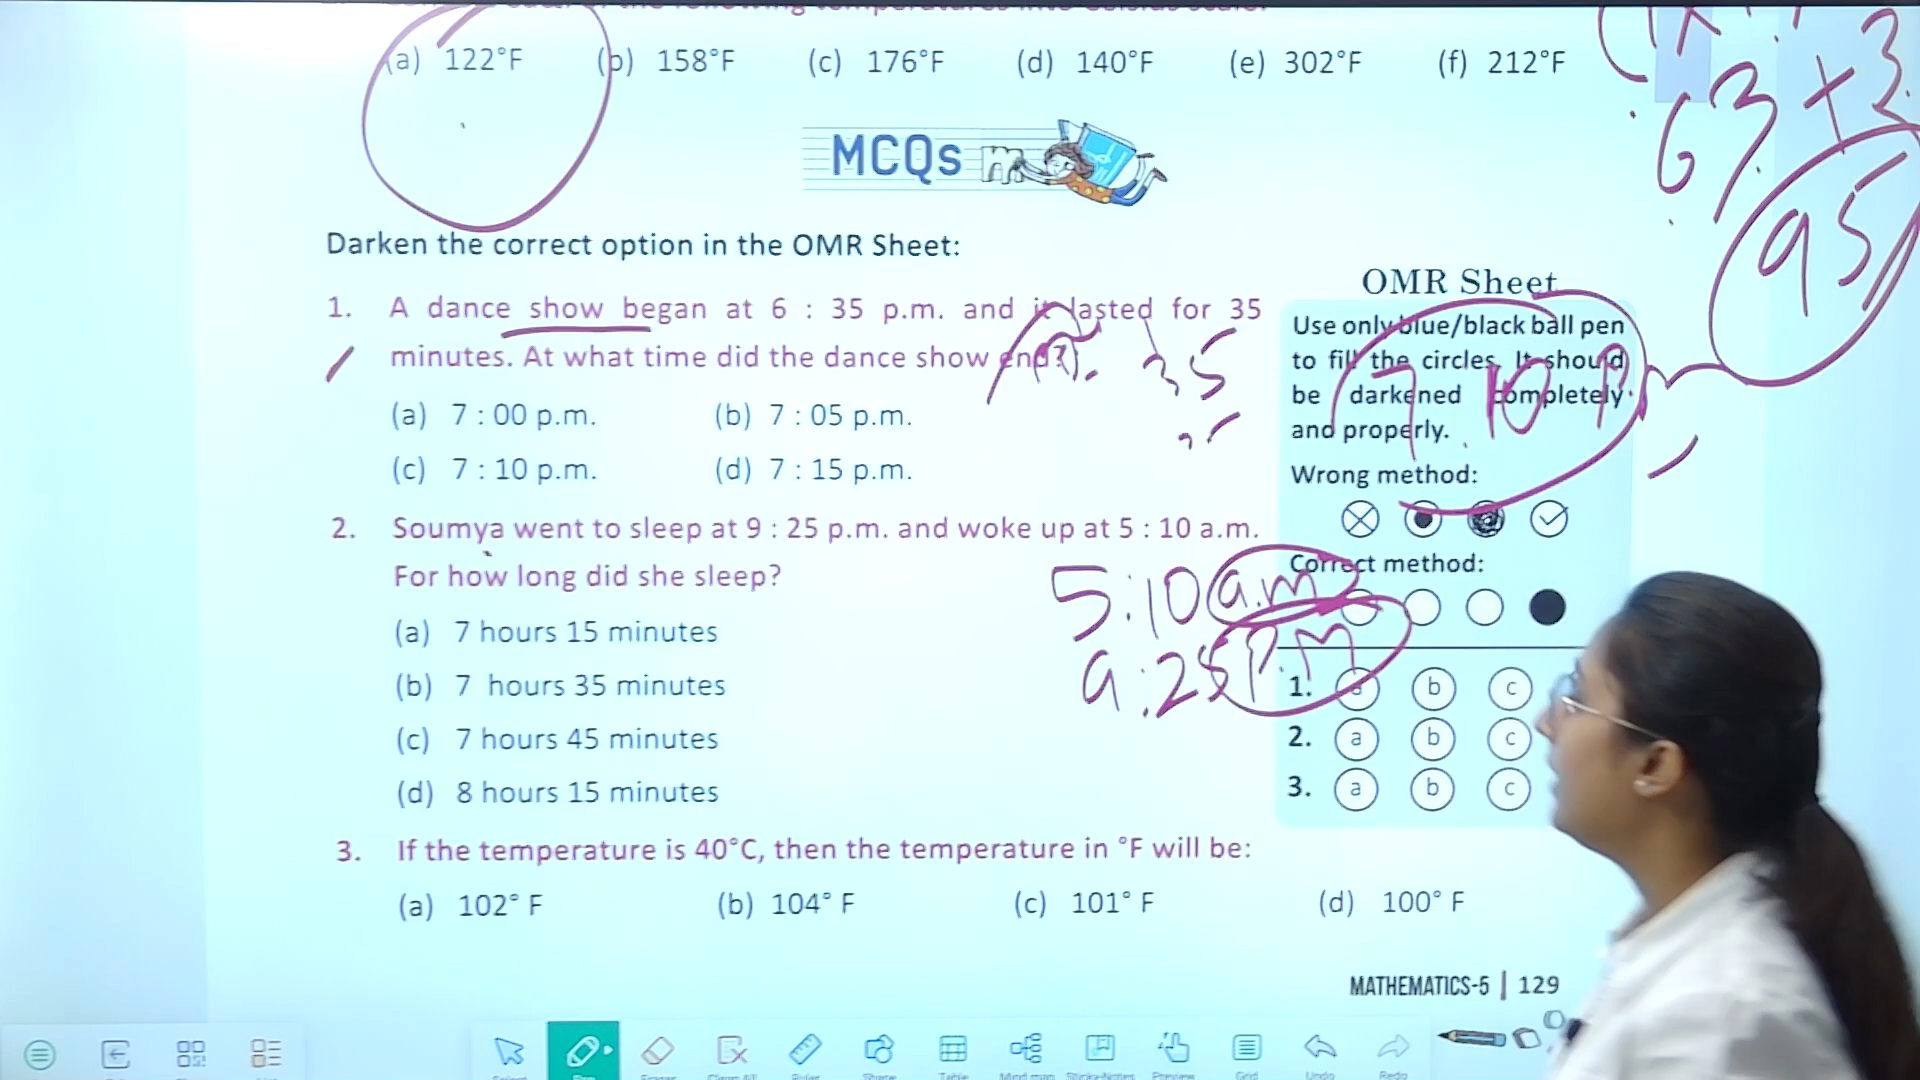 (a) 122°F (b) 158°F (c) 176°F (d) 140°F (e) 302°F (f) 212°F
63 + 3
95
MCQs
Darken the correct option in the OMR Sheet:
1. A dance show began at 6 : 35 p.m. and it lasted for 35
minutes. At what time did the dance show end?
35
(a) 7 : 00 p.m. (b) 7 : 05 p.m.
(c) 7 : 10 p.m. (d) 7 : 15 p.m.
2. Soumya went to sleep at 9 : 25 p.m. and woke up at 5 : 10 a.m.
For how long did she sleep?
(a) 7 hours 15 minutes
(b) 7 hours 35 minutes
(c) 7 hours 45 minutes
(d) 8 hours 15 minutes
5:10 a.m
9:25 P.M
3. If the temperature is 40°C, then the temperature in °F will be:
(a) 102° F (b) 104° F (c) 101° F (d) 100° F
OMR Sheet
Use only blue/black ball pen
to fill the circles. It should
be darkened completely
and properly.
7 10 P
Wrong method:
Correct method:
1. a b c
2. a b c
3. a b c
MATHEMATICS-5 | 129